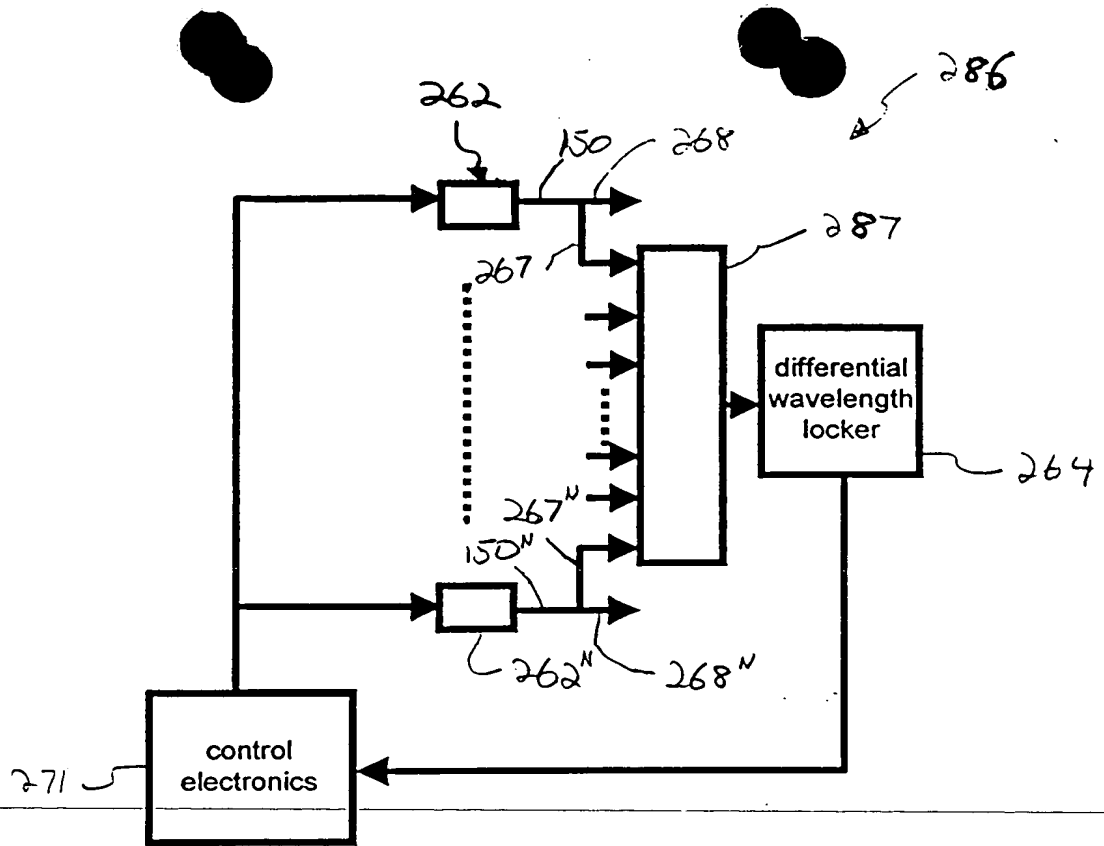 286
262
150
268
287
267
differential
wavelength
locker
264
267ᴺ
150ᴺ
262ᴺ
268ᴺ
control
electronics
271